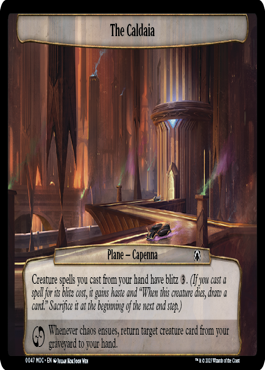 The Caldaia
Plane — Capenna
Creature spells you cast from your hand have blitz 3. (If you cast a
spell for its blitz cost, it gains haste and "When this creature dies, draw a
card." Sacrifice it at the beginning of the next end step.)
Whenever chaos ensues, return target creature card from your
graveyard to your hand.
0047 MOC • EN
™ & © 2023 Wizards of the Coast